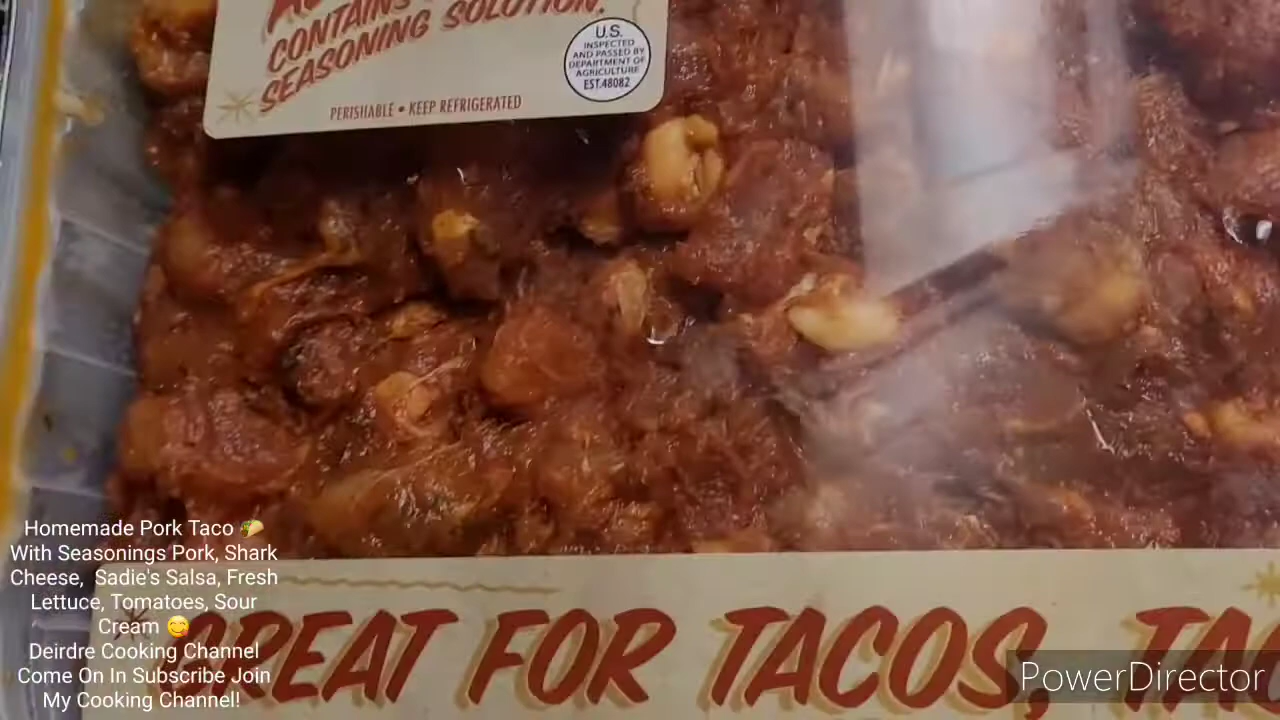 CONTAINS
SEASONING SOLUTION.
U.S.
INSPECTED
AND PASSED BY
DEPARTMENT OF
AGRICULTURE
EST.48082
PERISHABLE • KEEP REFRIGERATED
Homemade Pork Taco 🌮
With Seasonings Pork, Shark
Cheese, Sadie's Salsa, Fresh
Lettuce, Tomatoes, Sour
Cream 😋
Deirdre Cooking Channel
Come On In Subscribe Join
My Cooking Channel!
GREAT FOR TACOS, TAC
PowerDirector